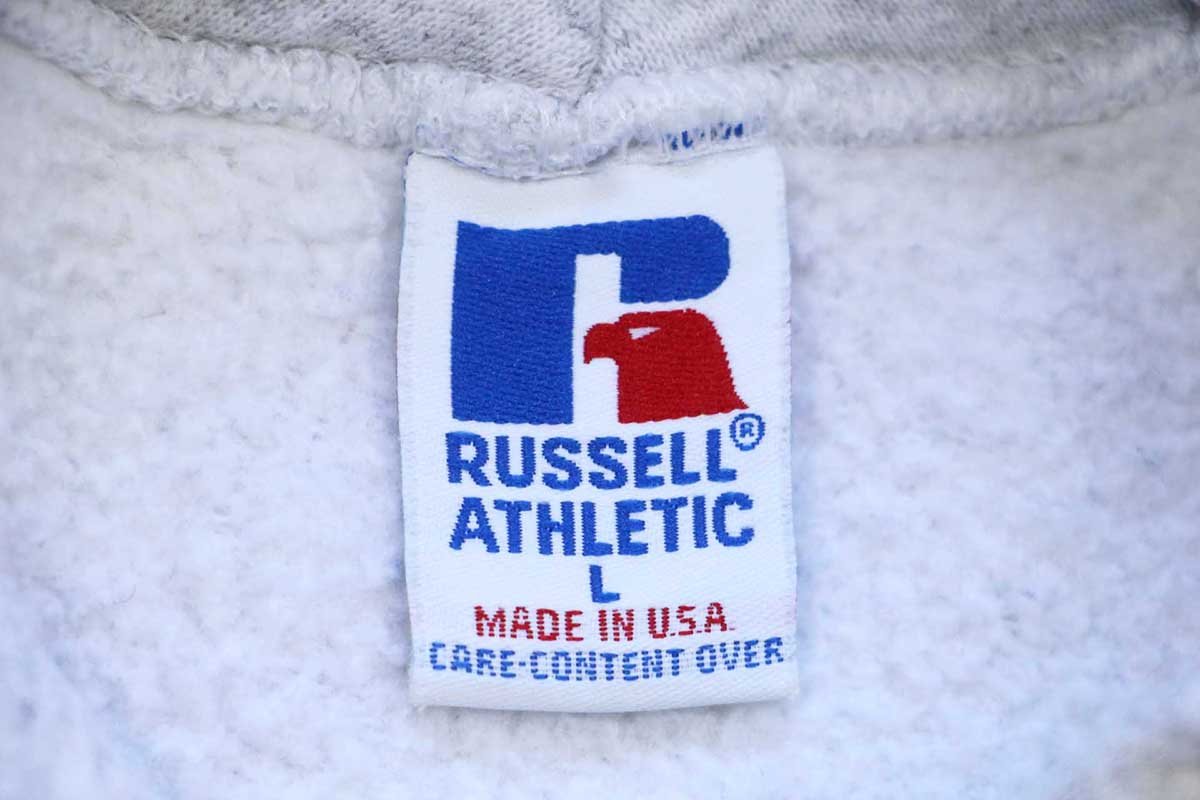 R
RUSSELL®
ATHLETIC
L
MADE IN U.S.A.
CARE-CONTENT OVER